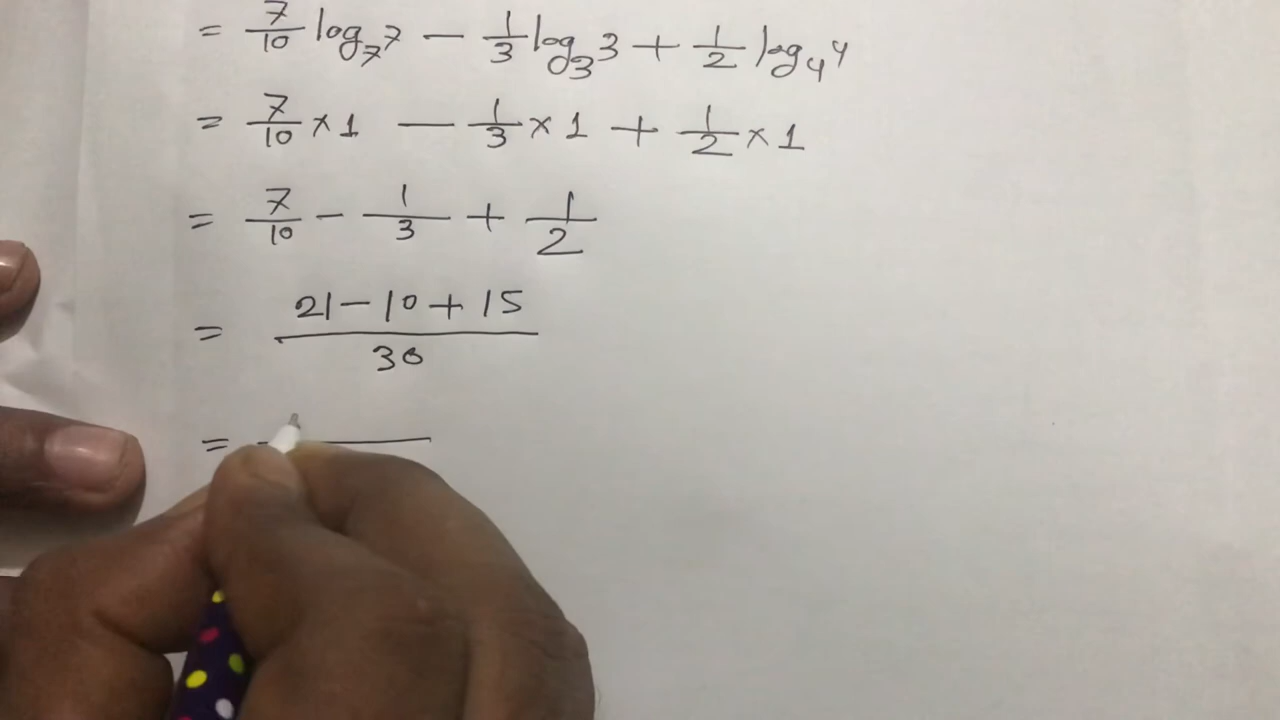 = 7/10 log₇7 − 1/3 log₃3 + 1/2 log₄4
= 7/10 × 1 − 1/3 × 1 + 1/2 × 1
= 7/10 − 1/3 + 1/2
= (21 − 10 + 15)/30
=